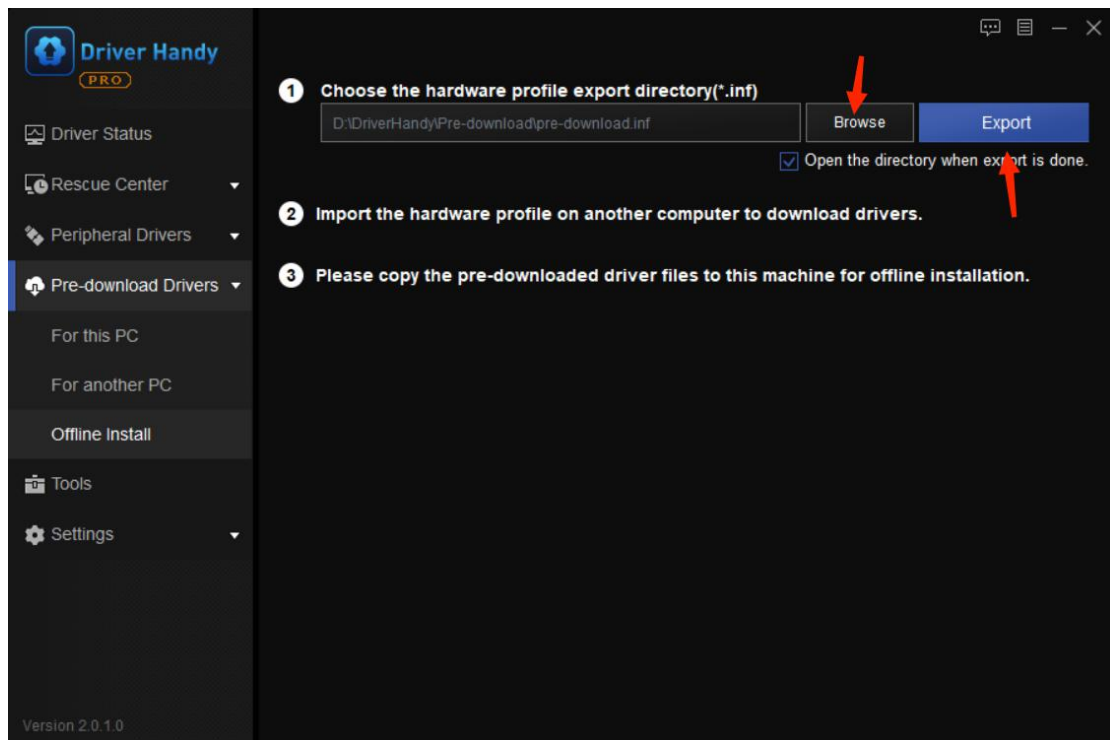 Driver Handy
PRO
Driver Status
Rescue Center
Peripheral Drivers
Pre-download Drivers
For this PC
For another PC
Offline Install
Tools
Settings
Version 2.0.1.0
1 Choose the hardware profile export directory(*.inf)
D:\DriverHandy\Pre-download\pre-download.inf Browse Export
Open the directory when export is done.
2 Import the hardware profile on another computer to download drivers.
3 Please copy the pre-downloaded driver files to this machine for offline installation.